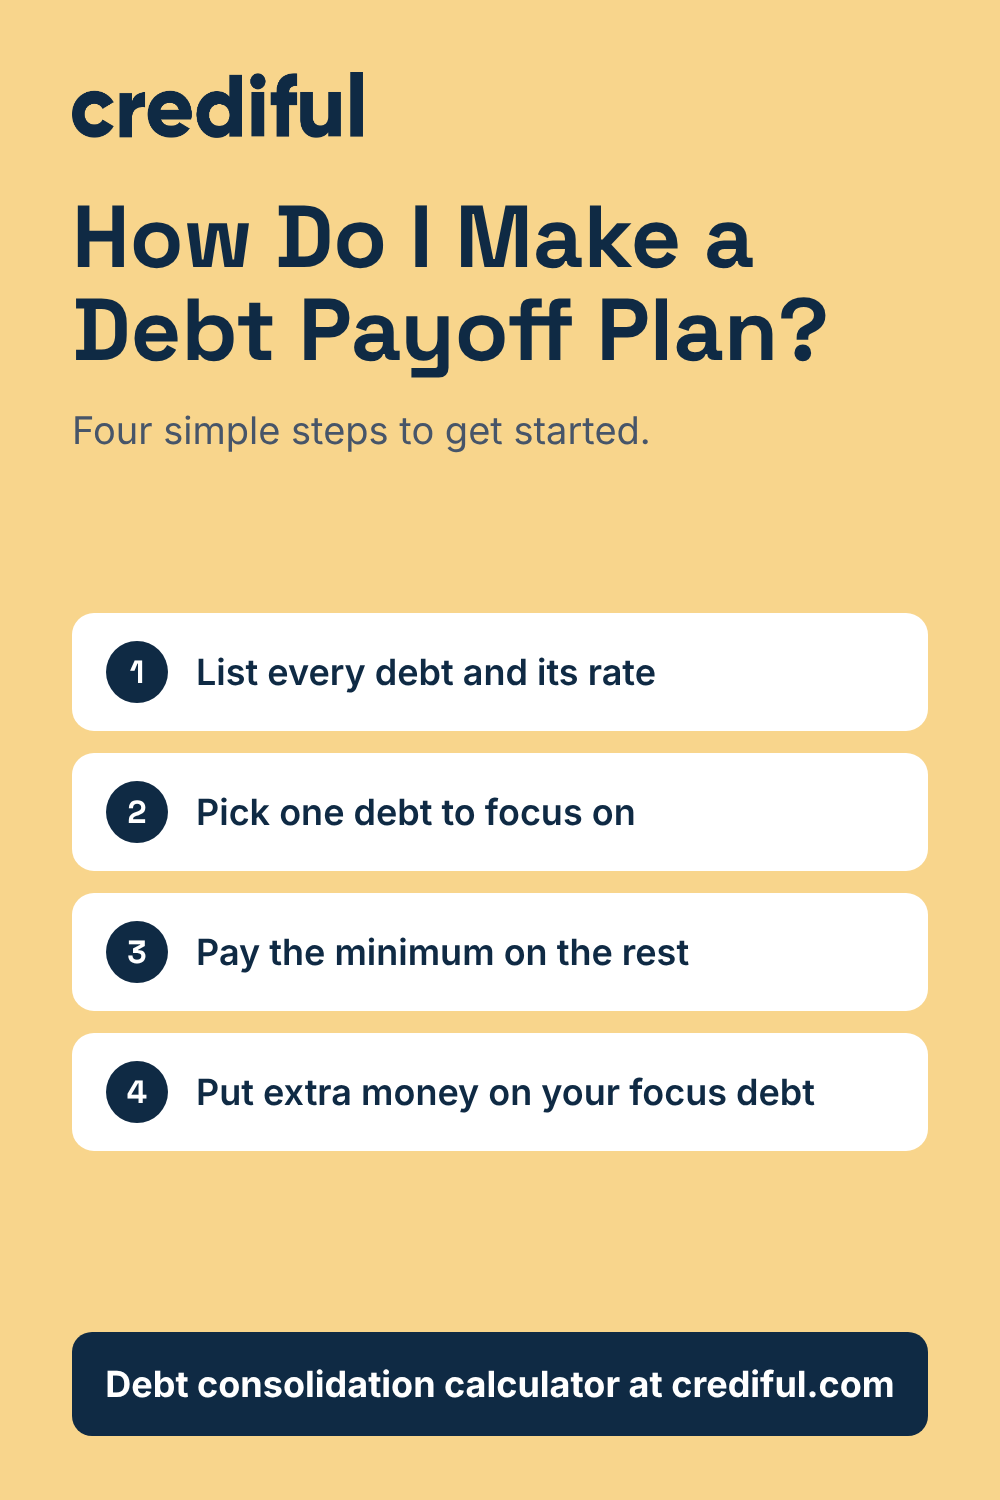 crediful
How Do I Make a
Debt Payoff Plan?
Four simple steps to get started.
1 List every debt and its rate
2 Pick one debt to focus on
3 Pay the minimum on the rest
4 Put extra money on your focus debt
Debt consolidation calculator at crediful.com